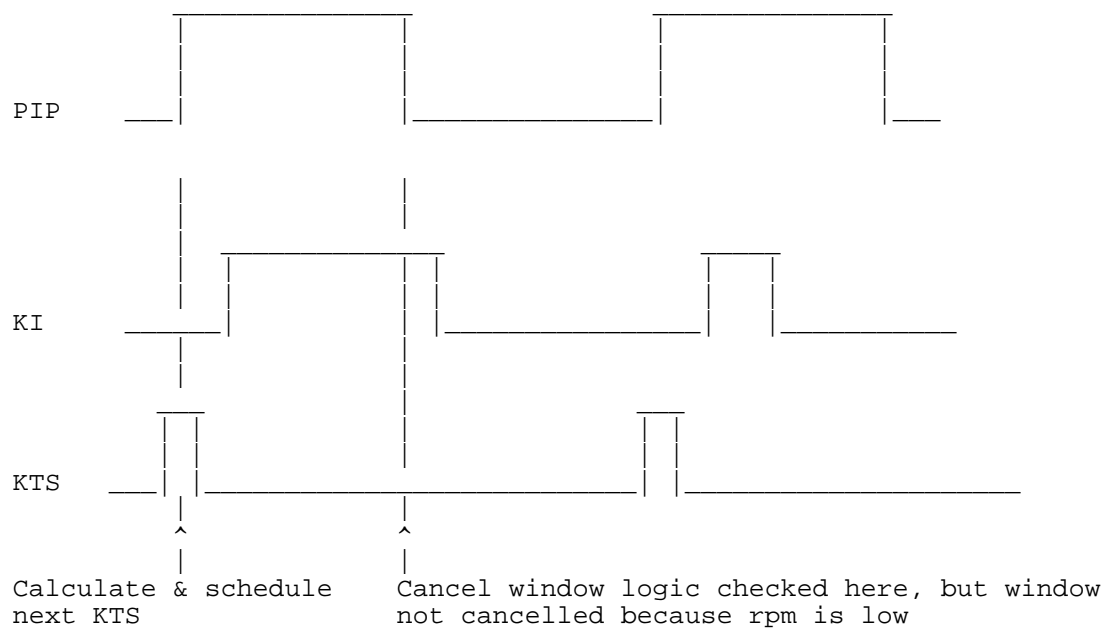 PIP
KI
KTS
Calculate & schedule
next KTS
Cancel window logic checked here, but window
not cancelled because rpm is low